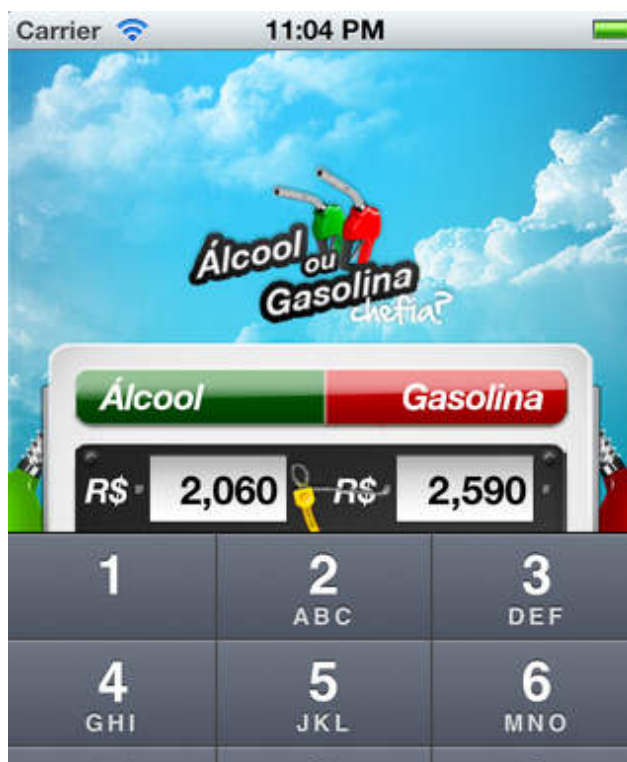 Carrier 11:04 PM
Álcool
ou
Gasolina
chefia?
Álcool Gasolina
R$ 2,060 R$ 2,590
1 2 3
ABC DEF
4 5 6
GHI JKL MNO